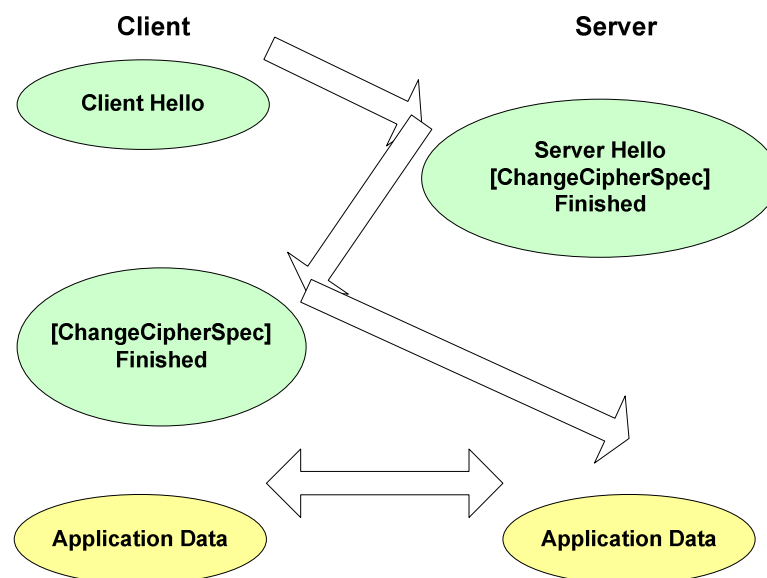 Client
Server
Client Hello
Server Hello
[ChangeCipherSpec]
Finished
[ChangeCipherSpec]
Finished
Application Data
Application Data